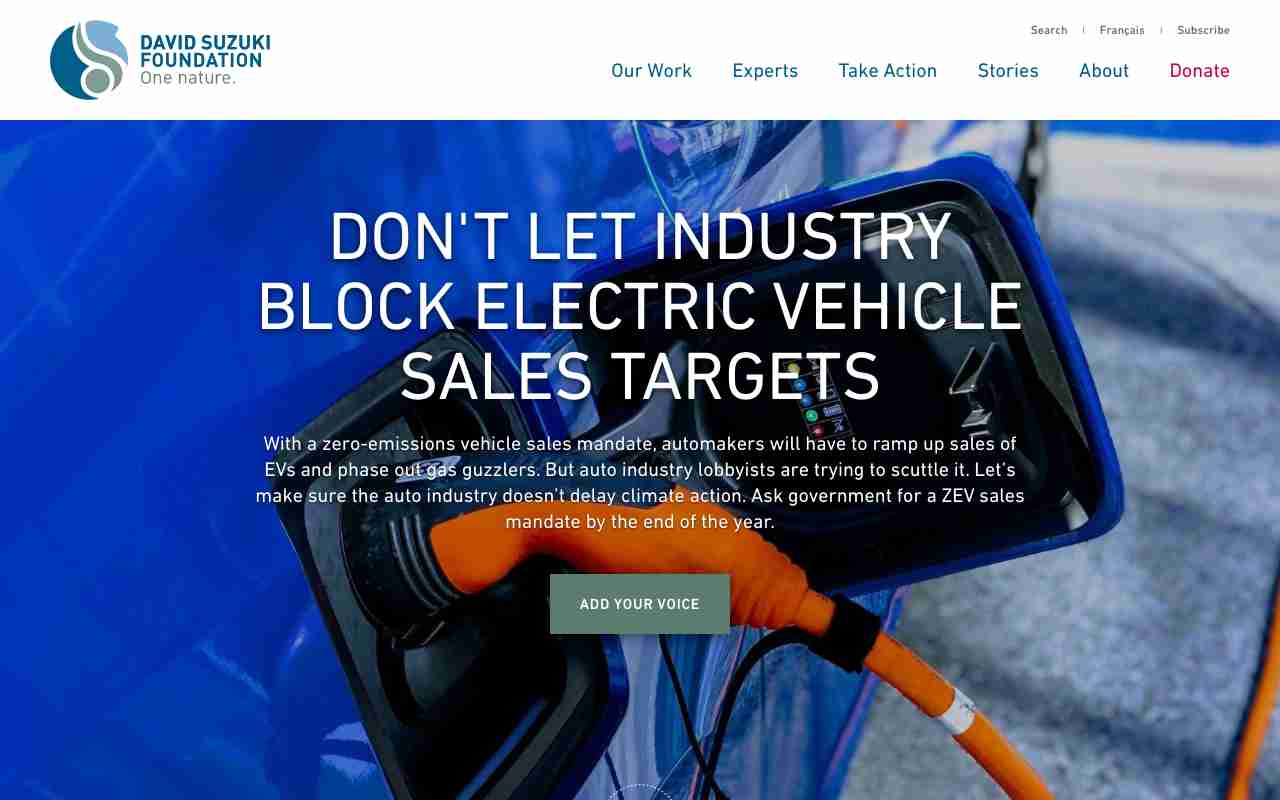 DAVID SUZUKI
FOUNDATION
One nature.
Search
Français
Subscribe
Our Work
Experts
Take Action
Stories
About
Donate
DON'T LET INDUSTRY
BLOCK ELECTRIC VEHICLE
SALES TARGETS
With a zero-emissions vehicle sales mandate, automakers will have to ramp up sales of
EVs and phase out gas guzzlers. But auto industry lobbyists are trying to scuttle it. Let’s
make sure the auto industry doesn’t delay climate action. Ask government for a ZEV sales
mandate by the end of the year.
ADD YOUR VOICE